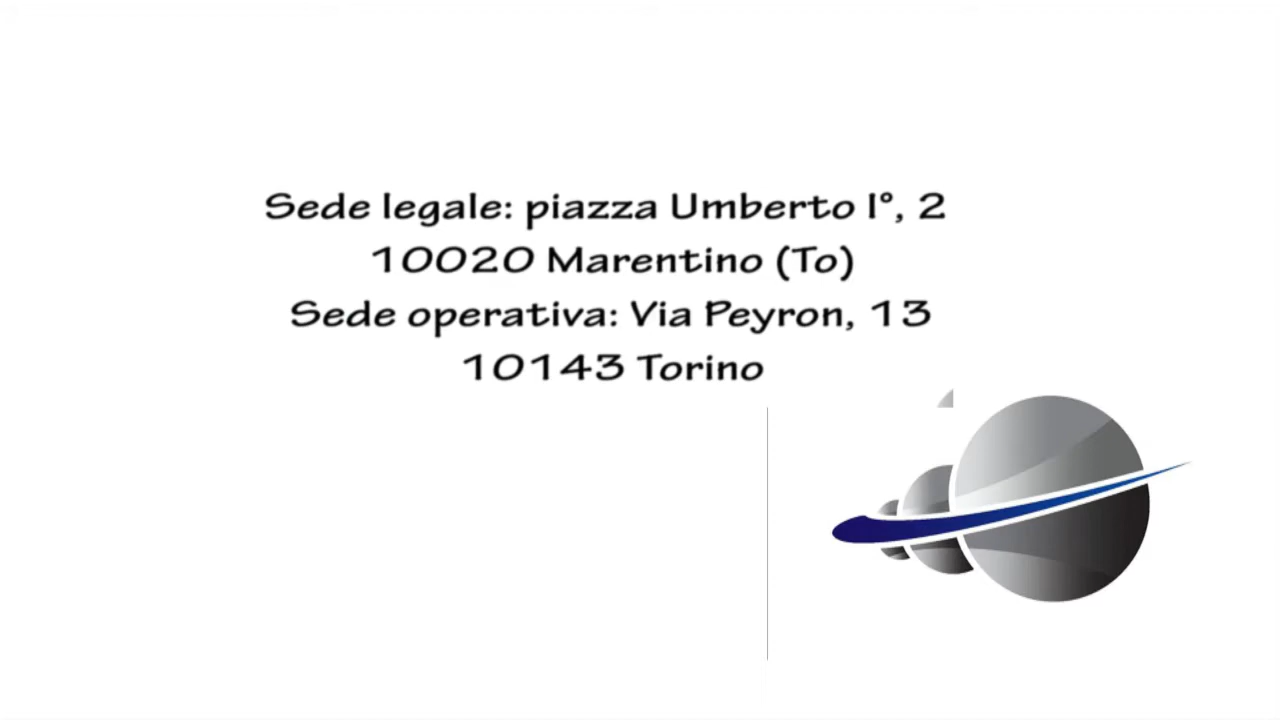 Sede legale: piazza Umberto I°, 2
10020 Marentino (To)
Sede operativa: Via Peyron, 13
10143 Torino